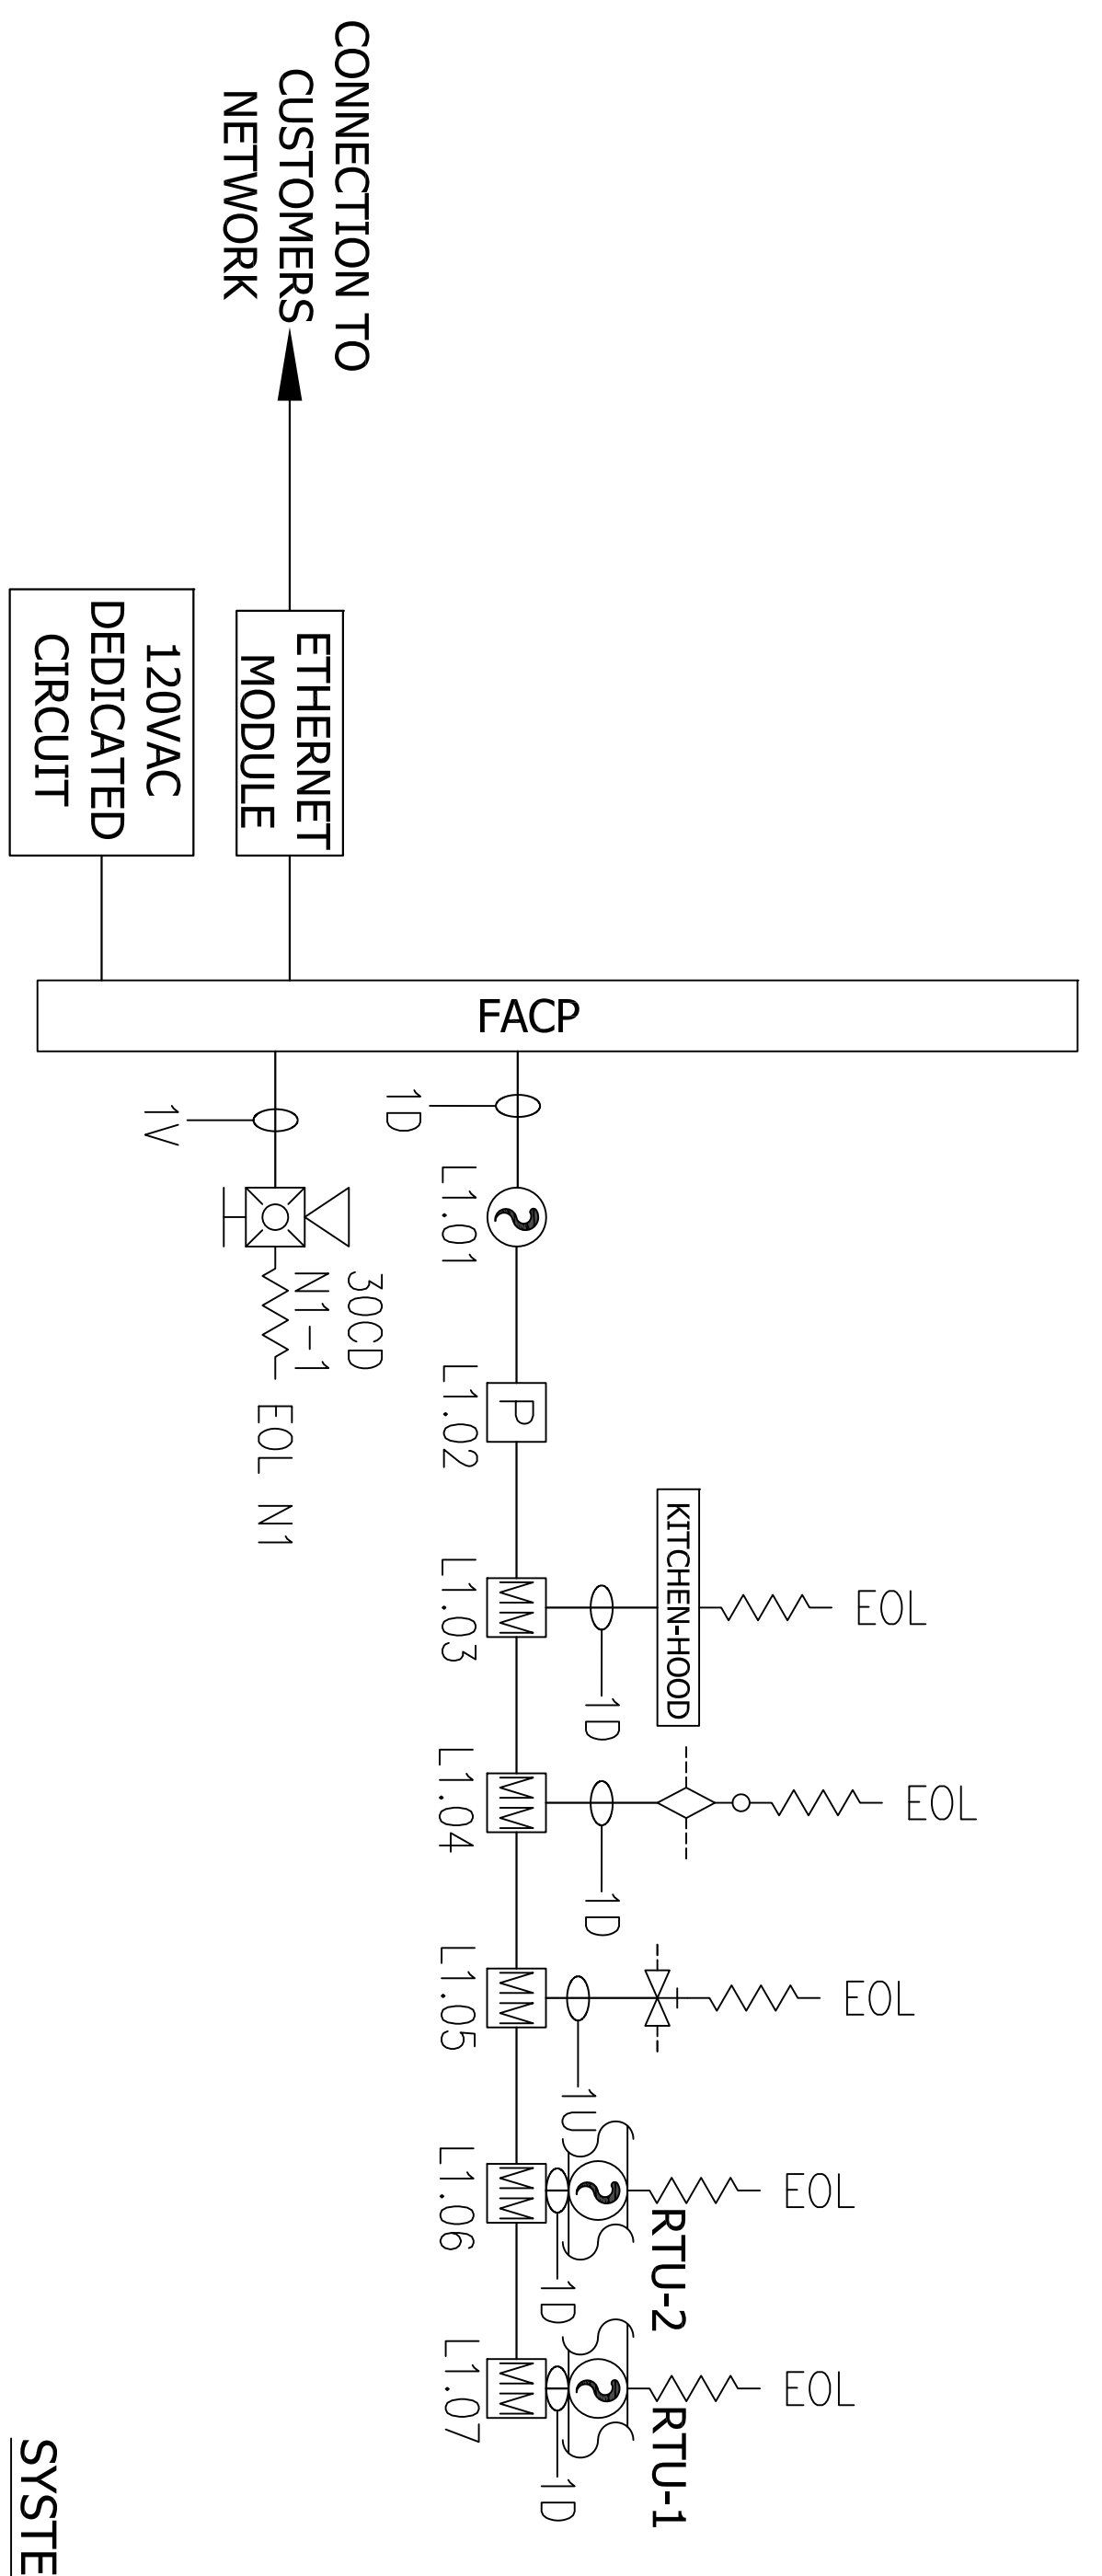 CONNECTION TO
CUSTOMERS
NETWORK
ETHERNET
MODULE
120VAC
DEDICATED
CIRCUIT
FACP
1D
L1.01
L1.02
P
L1.03
MM
1D
KITCHEN-HOOD
EOL
L1.04
MM
1D
EOL
L1.05
MM
1U
EOL
L1.06
MM
1D
RTU-2
EOL
L1.07
MM
1D
RTU-1
EOL
1V
30CD
N1-1
EOL N1
SYSTE